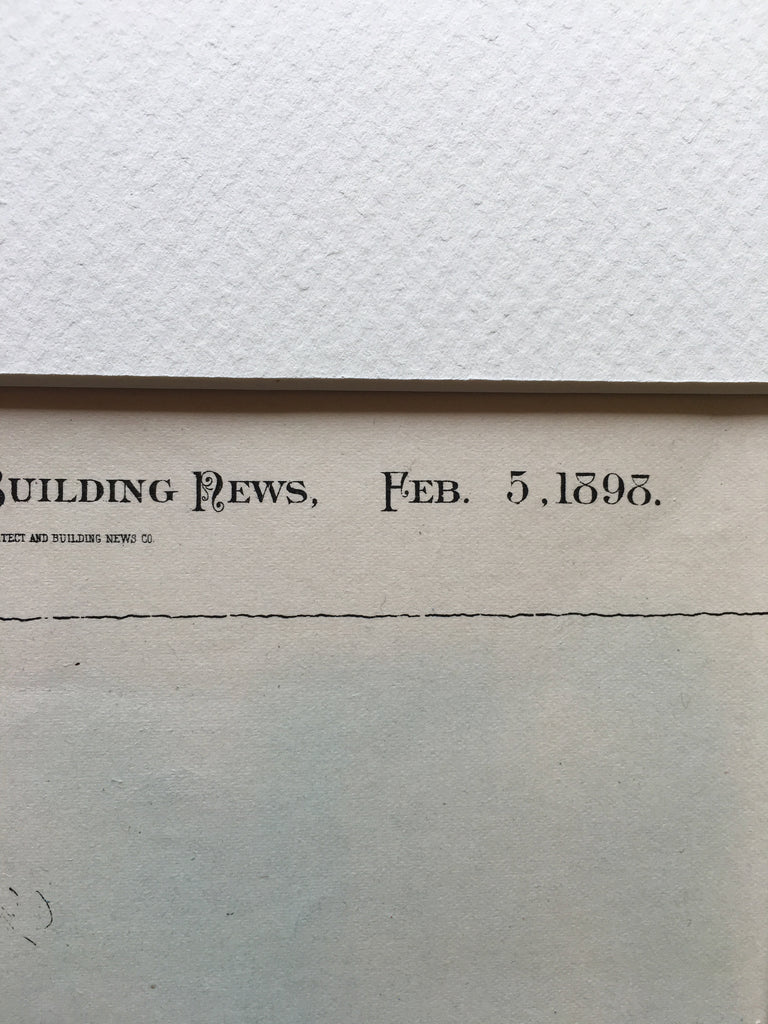 Building News, Feb. 5, 1898.
TECT AND BUILDING NEWS CO.